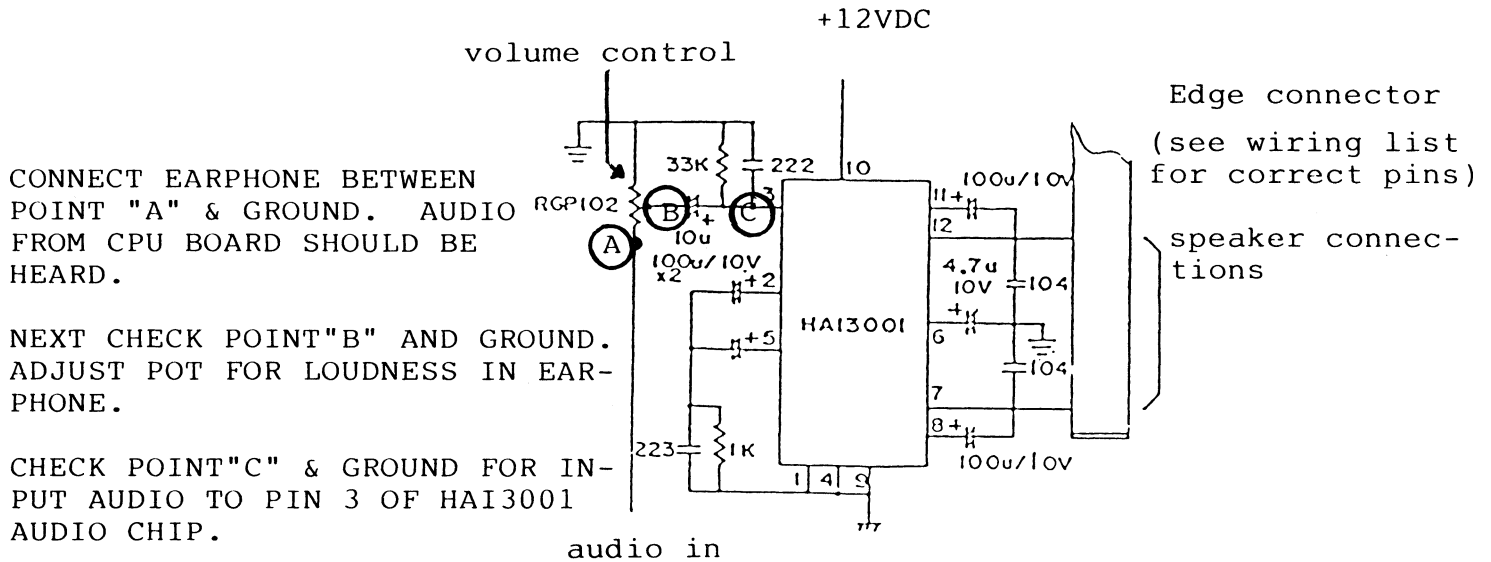 +12VDC
volume control
Edge connector
(see wiring list
for correct pins)
speaker connec-
tions
CONNECT EARPHONE BETWEEN
POINT "A" & GROUND. AUDIO
FROM CPU BOARD SHOULD BE
HEARD.
NEXT CHECK POINT"B" AND GROUND.
ADJUST POT FOR LOUDNESS IN EAR-
PHONE.
CHECK POINT"C" & GROUND FOR IN-
PUT AUDIO TO PIN 3 OF HA13001
AUDIO CHIP.
RGP102
A
B
C
33K
222
3
10
+
10u
100u/10V
x2
+2
+5
223
1K
HA13001
1
4
9
11+
100u/10V
12
4.7u
10V
104
+
6
104
7
8+
100u/10V
audio in